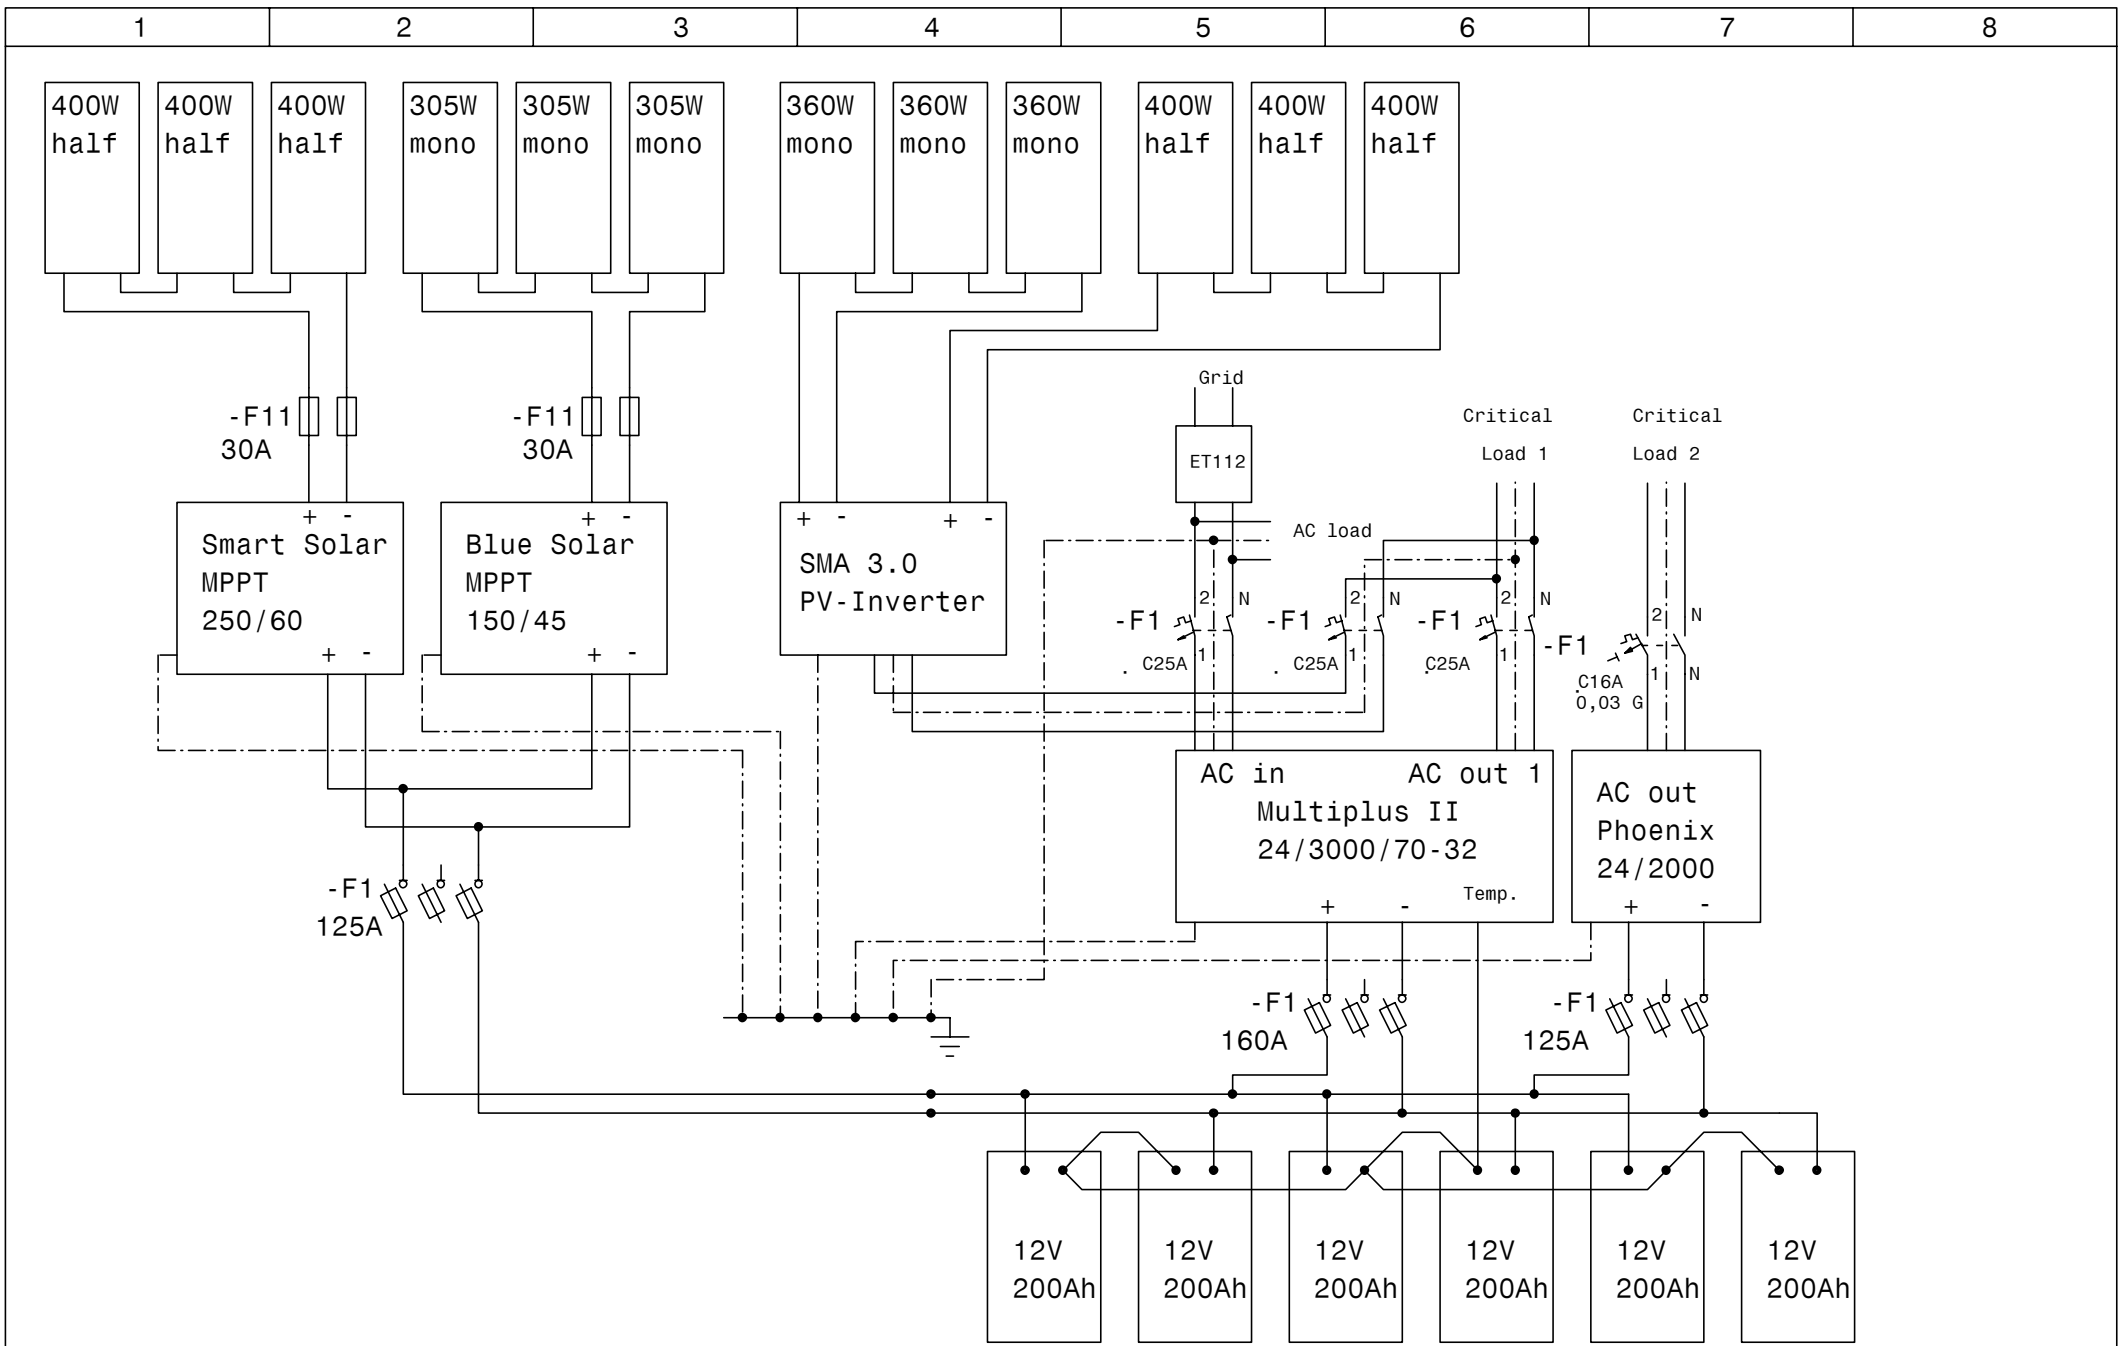 1 2 3 4 5 6 7 8
400W 400W 400W 305W 305W 305W 360W 360W 360W 400W 400W 400W
half half half mono mono mono mono mono mono half half half
Grid
-F11 -F11 Critical Critical
30A 30A ET112 Load 1 Load 2
+ - + - + - + -
AC load
Smart Solar Blue Solar SMA 3.0
MPPT MPPT PV-Inverter
250/60 150/45
2 N 2 N 2 N 2 N
-F1 -F1 -F1 -F1
1 1 1 1 N
. C25A . C25A .C25A .C16A
0,03 G
+ - + -
AC in AC out 1 AC out
Multiplus II Phoenix
24/3000/70-32 24/2000
-F1 Temp.
125A + - + -
-F1 -F1
160A 125A
12V 12V 12V 12V 12V 12V
200Ah 200Ah 200Ah 200Ah 200Ah 200Ah